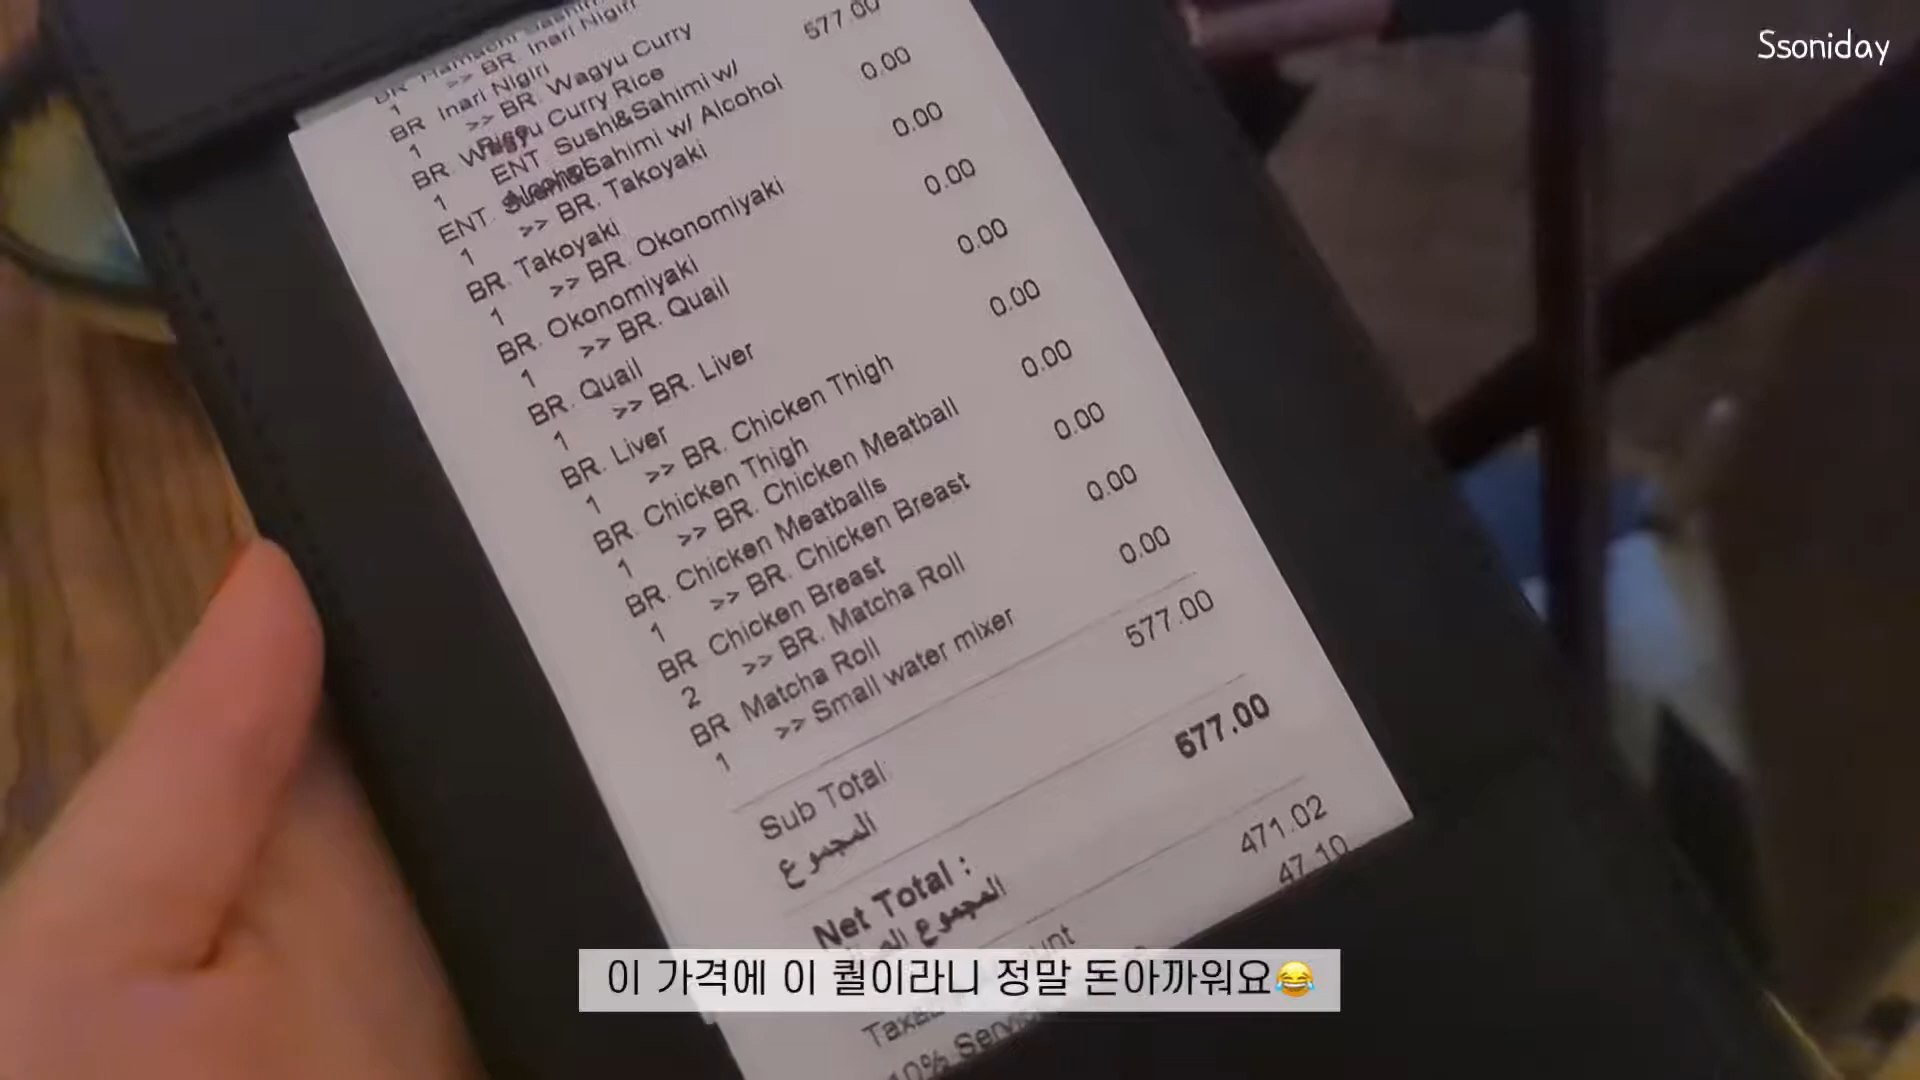 Ssoniday
>> BR. Inari Nigiri
1
BR Inari Nigiri
>> BR. Wagyu Curry
Rice
1
BR. Wagyu Curry Rice
ENT. Sushi&Sahimi w/
Alcohol
577.00
1
ENT. Sushi&Sahimi w/ Alcohol
>> BR. Takoyaki
0.00
1
BR. Takoyaki
>> BR. Okonomiyaki
0.00
1
BR. Okonomiyaki
>> BR. Quail
0.00
1
BR. Quail
>> BR. Liver
0.00
1
BR. Liver
>> BR. Chicken Thigh
0.00
1
BR. Chicken Thigh
>> BR. Chicken Meatball
0.00
1
BR. Chicken Meatballs
>> BR. Chicken Breast
0.00
1
BR. Chicken Breast
>> BR. Matcha Roll
0.00
2
BR. Matcha Roll
>> Small water mixer
0.00
1
0.00
Sub Total 577.00
المجموع
Net Total : 577.00
المجموع
471.02
47.10
10%
이 가격에 이 퀄이라니 정말 돈아까워요😂